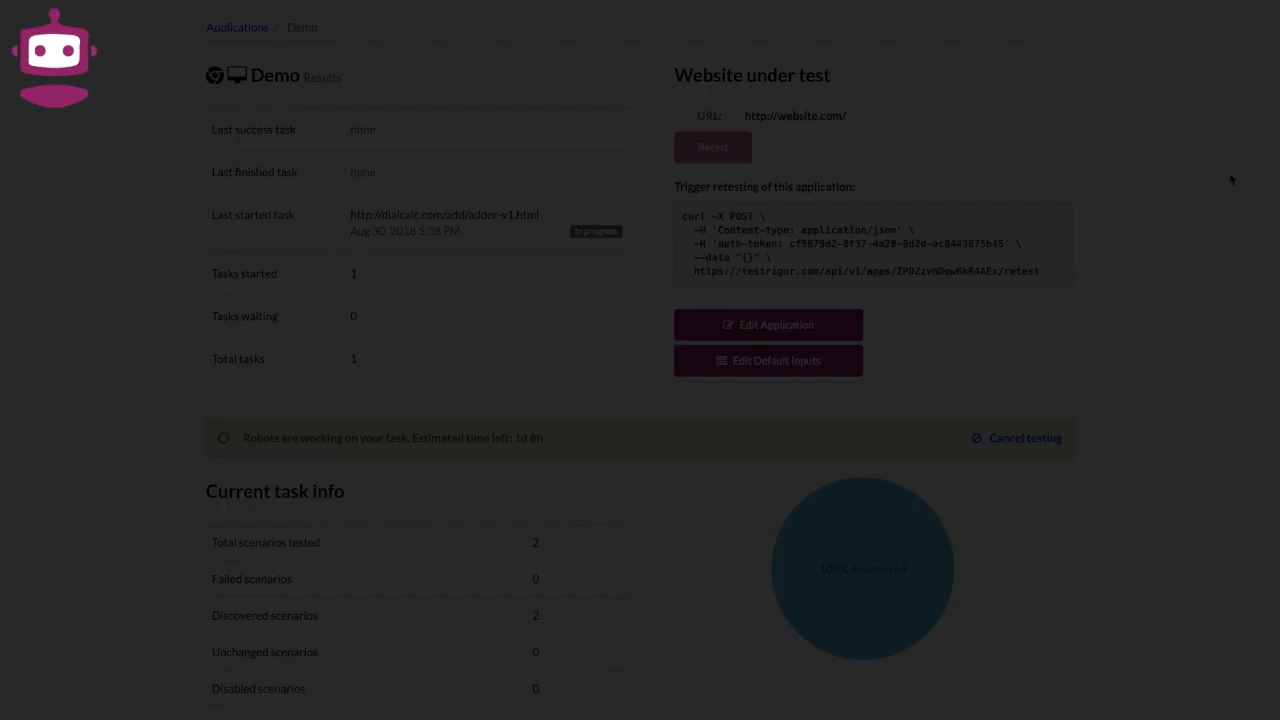 Applications / Demo
Demo Results
Last success task none
Last finished task none
Last started task http://dialcalc.com/add/adder-v1.html
Aug 30, 2018 5:38 PM In progress
Tasks started 1
Tasks waiting 0
Total tasks 1
Website under test
URL: http://website.com/
Retest
Trigger retesting of this application:
curl -X POST \
-H 'Content-type: application/json' \
-H 'auth-token: cf5679d2-0f37-4a20-9d2d-ac8443875b45' \
--data "{}" \
https://testrigor.com/api/v1/apps/ZPDZzvNDow6kR4AEx/retest
Edit Application
Edit Default Inputs
Robots are working on your task. Estimated time left: 1d 8h
Cancel testing
Current task info
Total scenarios tested 2
Failed scenarios 0
Discovered scenarios 2
Unchanged scenarios 0
Disabled scenarios 0
100% discovered